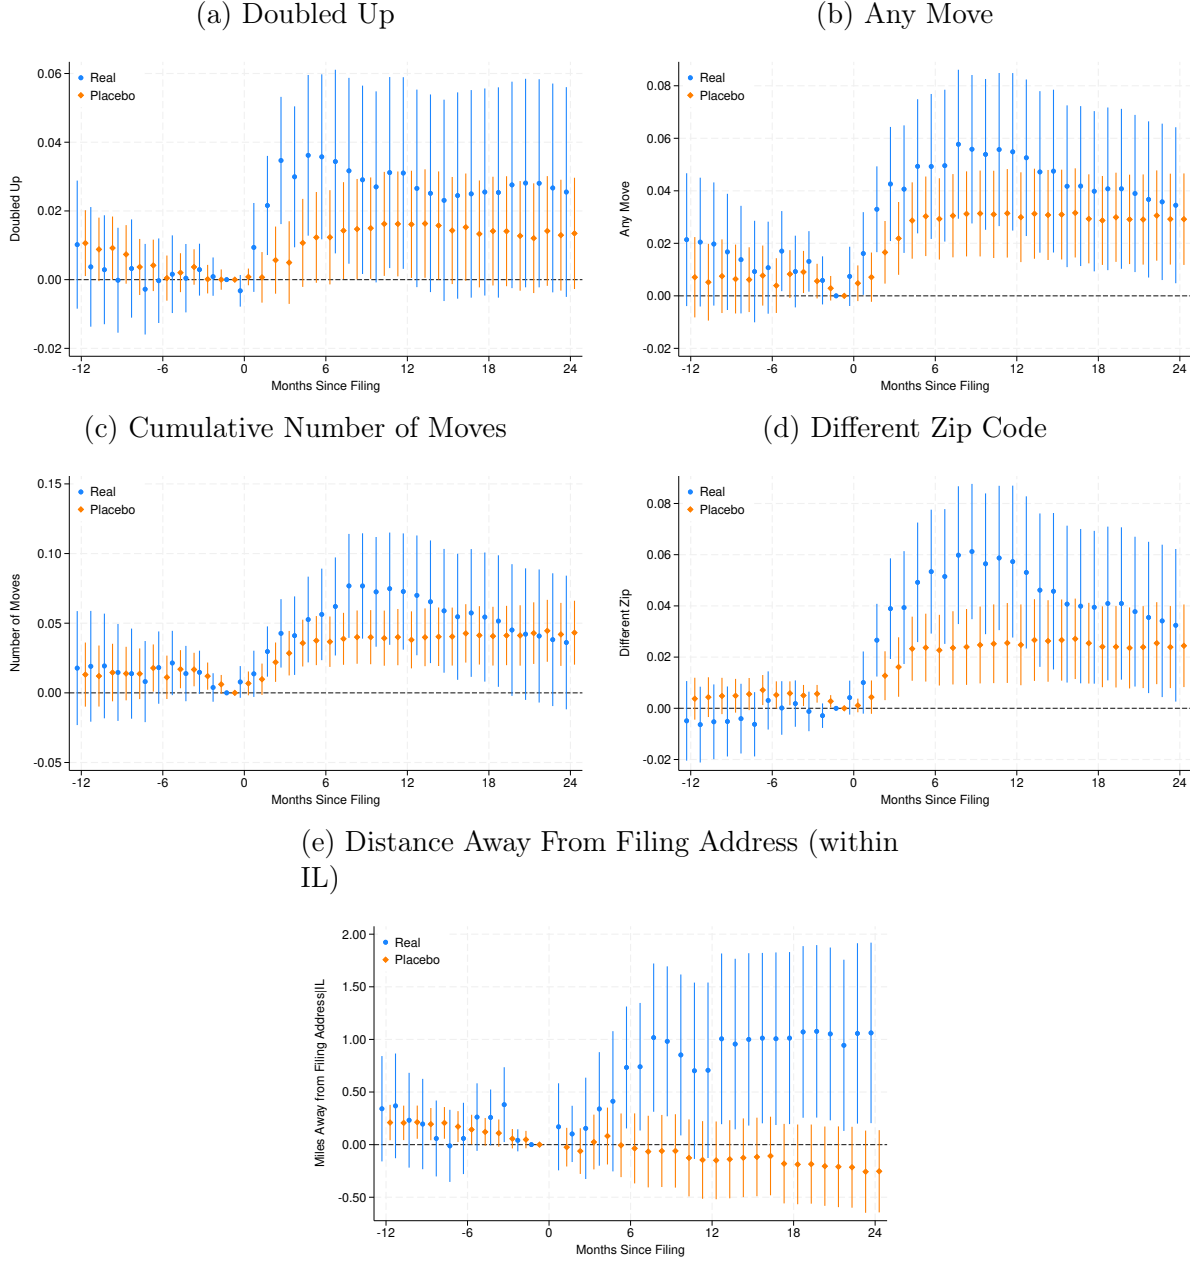 (a) Doubled Up
Real
Placebo
0.06
0.04
0.02
0.00
-0.02
Doubled Up
-12 -6 0 6 12 18 24
Months Since Filing
(b) Any Move
Real
Placebo
0.08
0.06
0.04
0.02
0.00
-0.02
Any Move
-12 -6 0 6 12 18 24
Months Since Filing
(c) Cumulative Number of Moves
Real
Placebo
0.15
0.10
0.05
0.00
-0.05
Number of Moves
-12 -6 0 6 12 18 24
Months Since Filing
(d) Different Zip Code
Real
Placebo
0.08
0.06
0.04
0.02
0.00
-0.02
Different Zip
-12 -6 0 6 12 18 24
Months Since Filing
(e) Distance Away From Filing Address (within
IL)
Real
Placebo
2.00
1.50
1.00
0.50
0.00
-0.50
Miles Away from Filing Address|IL
-12 -6 0 6 12 18 24
Months Since Filing